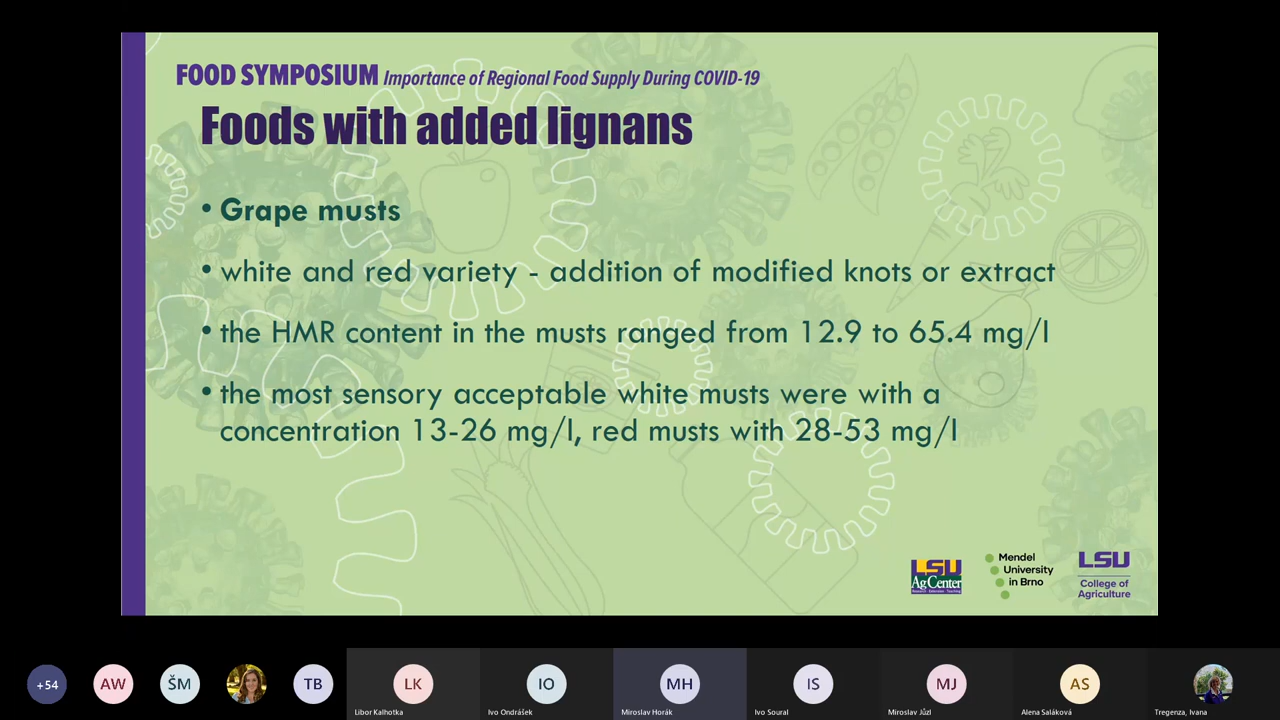 FOOD SYMPOSIUM Importance of Regional Food Supply During COVID-19
Foods with added lignans
• Grape musts
• white and red variety - addition of modified knots or extract
• the HMR content in the musts ranged from 12.9 to 65.4 mg/l
• the most sensory acceptable white musts were with a
concentration 13-26 mg/l, red musts with 28-53 mg/l
LSU
AgCenter
Research · Extension · Teaching
Mendel
University
in Brno
LSU
College of
Agriculture
+54
AW
ŠM
TB
LK
IO
MH
IS
MJ
AS
Libor Kalhotka
Ivo Ondrášek
Miroslav Horák
Ivo Soural
Miroslav Jůzl
Alena Saláková
Tregenza, Ivana